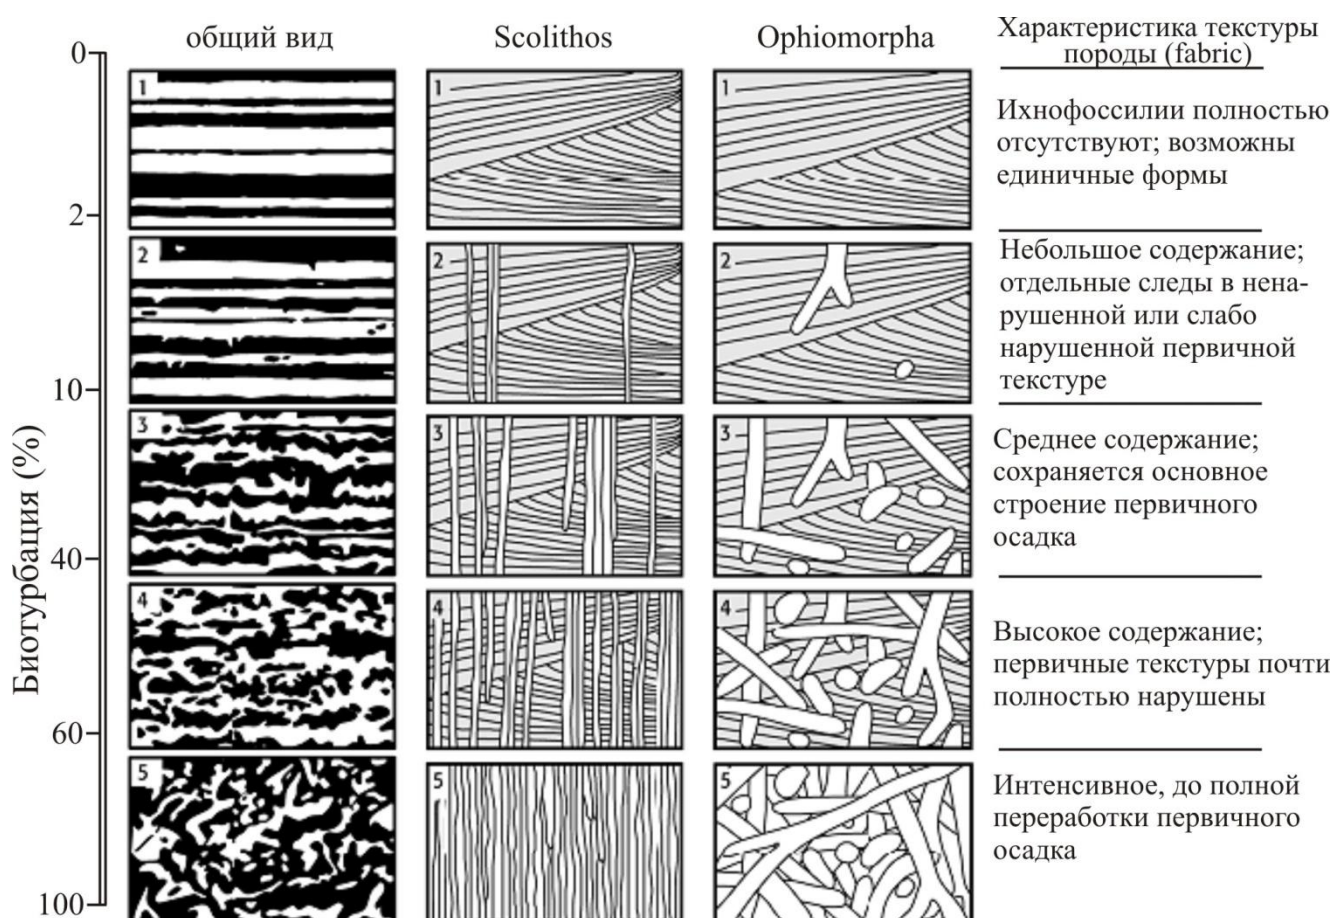 общий вид
Scolithos
Ophiomorpha
Характеристика текстуры
породы (fabric)
Биотурбация (%)
0
2
10
40
60
100
1
1
1
Ихнофоссилии полностью
отсутствуют; возможны
единичные формы
2
2
2
Небольшое содержание;
отдельные следы в нена-
рушенной или слабо
нарушенной первичной
текстуре
3
3
3
Среднее содержание;
сохраняется основное
строение первичного
осадка
4
4
4
Высокое содержание;
первичные текстуры почти
полностью нарушены
5
5
5
Интенсивное, до полной
переработки первичного
осадка